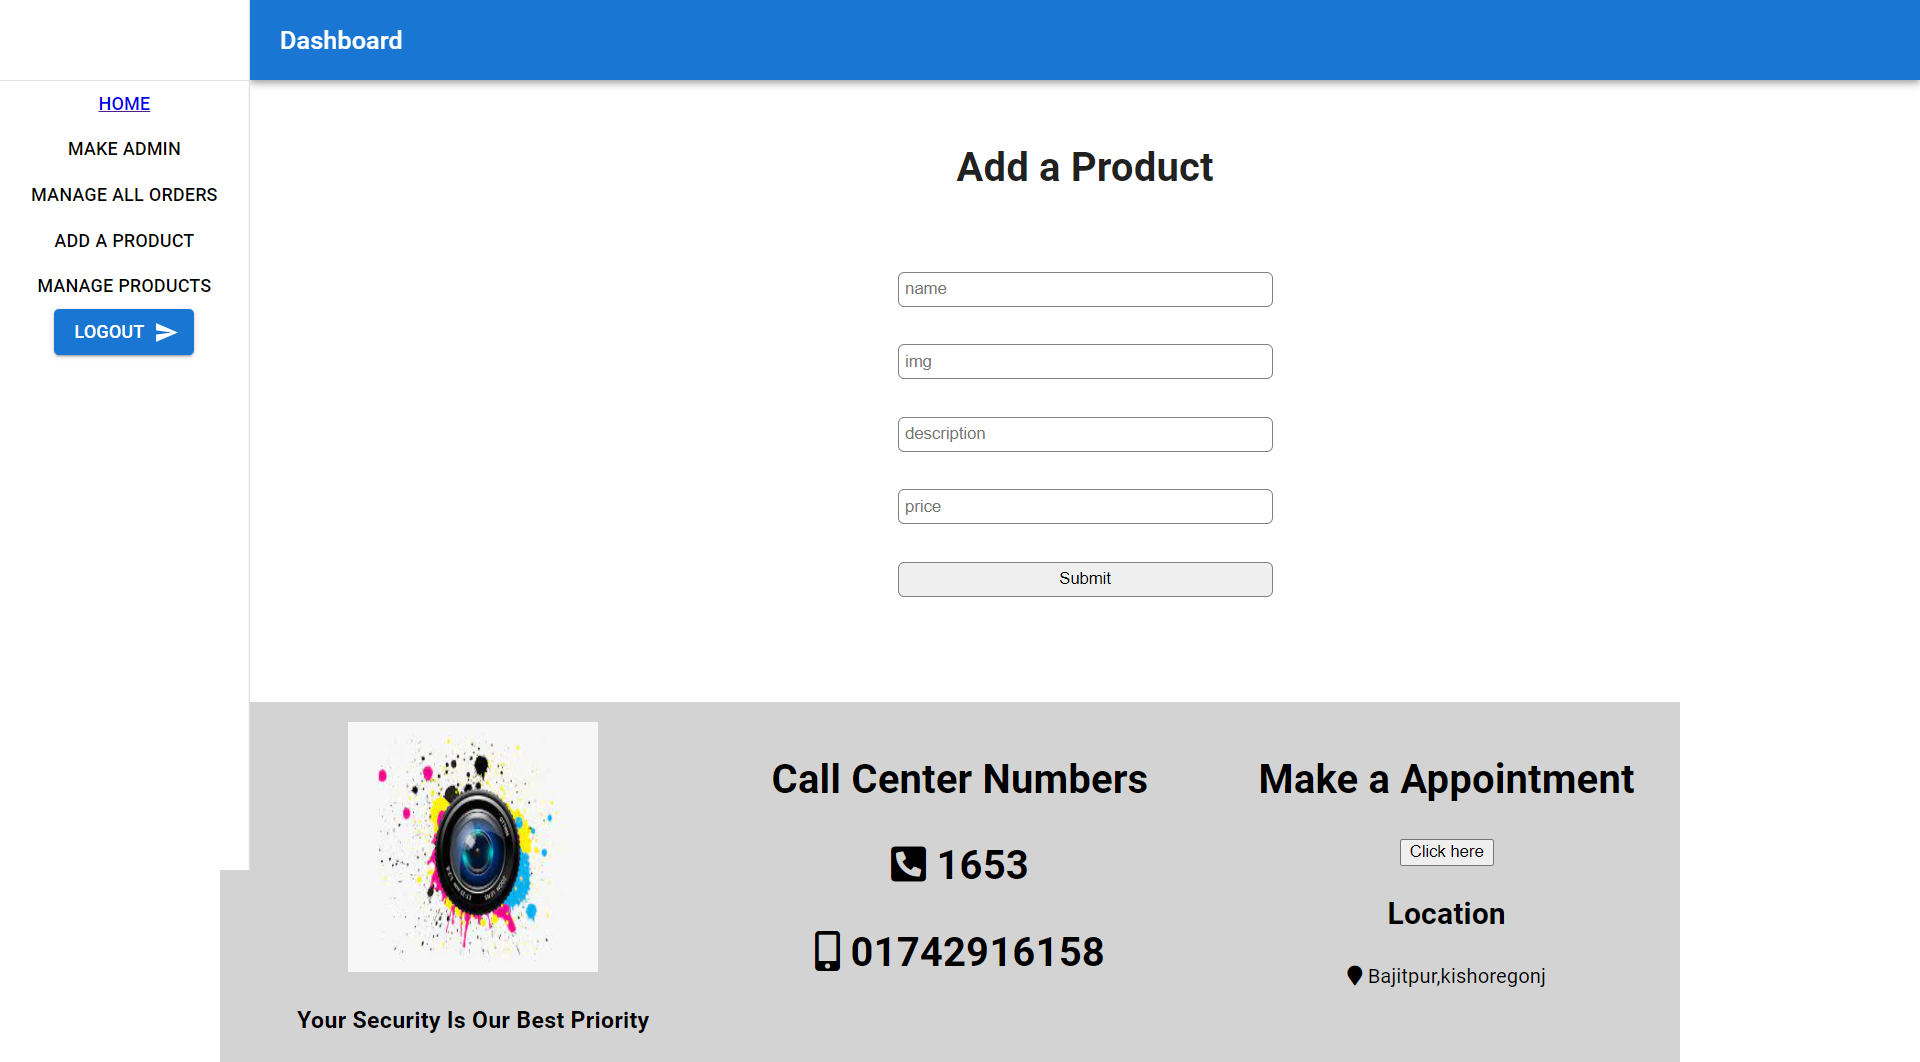 Dashboard
HOME
MAKE ADMIN
MANAGE ALL ORDERS
ADD A PRODUCT
MANAGE PRODUCTS
LOGOUT
Add a Product
name
img
description
price
Submit
Your Security Is Our Best Priority
Call Center Numbers
1653
01742916158
Make a Appointment
Click here
Location
Bajitpur,kishoregonj